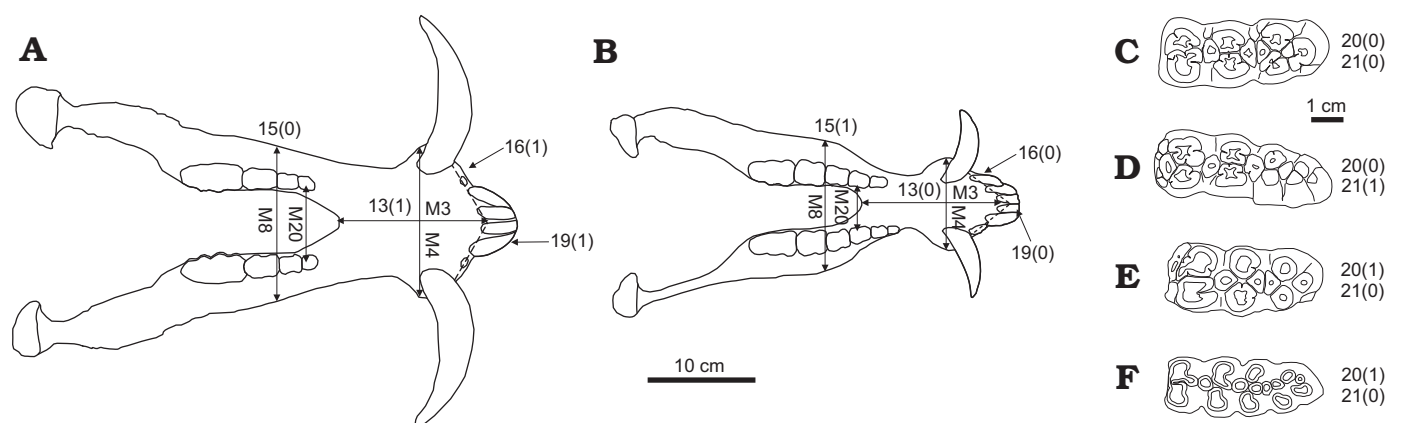 A
15(0)
16(1)
13(1)
M3
M4
M8
M20
19(1)
B
15(1)
16(0)
13(0)
M3
M4
M8
M20
19(0)
10 cm
C
20(0)
21(0)
1 cm
D
20(0)
21(1)
E
20(1)
21(0)
F
20(1)
21(0)